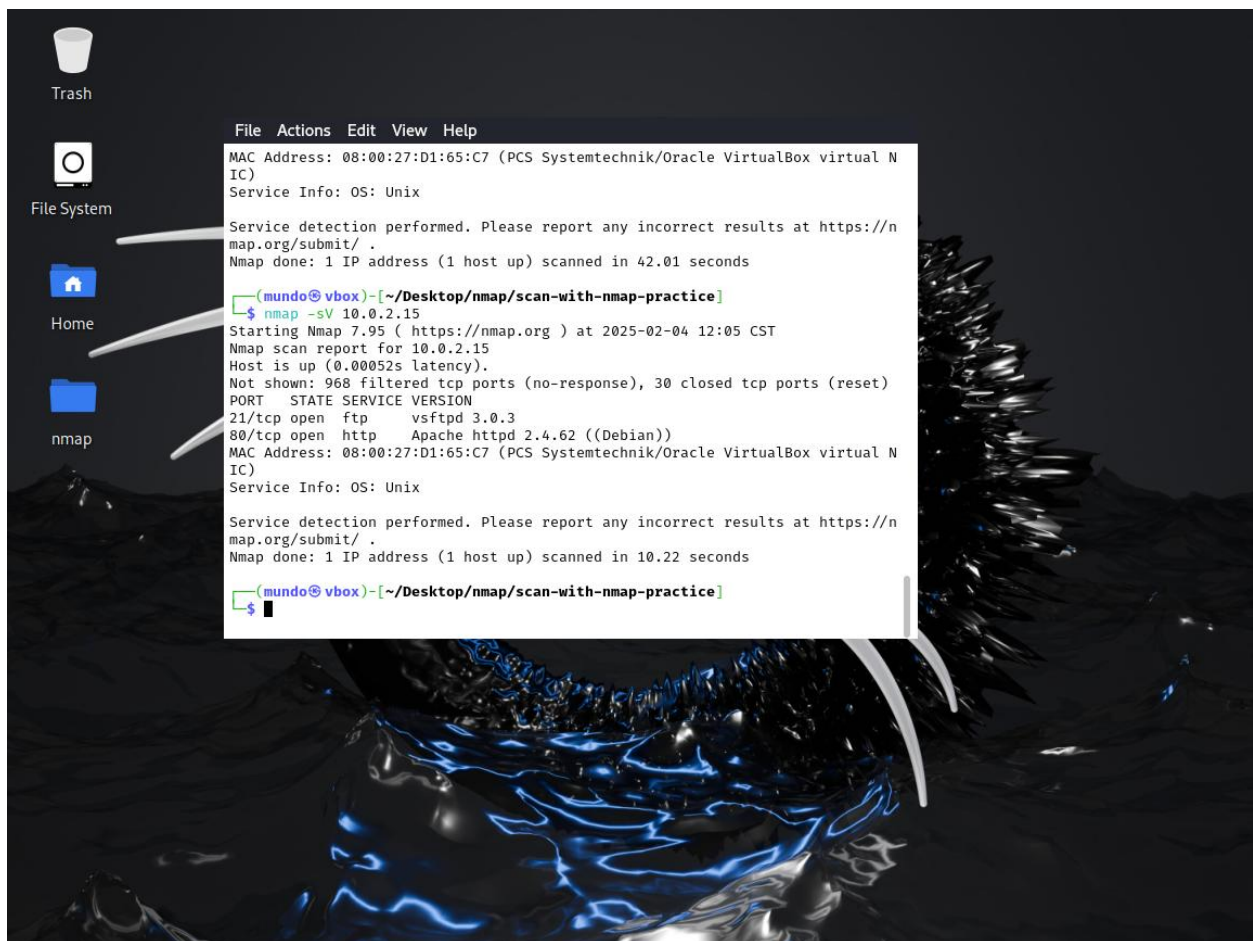 Trash
File System
Home
nmap
File Actions Edit View Help
MAC Address: 08:00:27:D1:65:C7 (PCS Systemtechnik/Oracle VirtualBox virtual N
IC)
Service Info: OS: Unix
Service detection performed. Please report any incorrect results at https://n
map.org/submit/ .
Nmap done: 1 IP address (1 host up) scanned in 42.01 seconds
┌──(mundo㉿vbox)-[~/Desktop/nmap/scan-with-nmap-practice]
└─$ nmap -sV 10.0.2.15
Starting Nmap 7.95 ( https://nmap.org ) at 2025-02-04 12:05 CST
Nmap scan report for 10.0.2.15
Host is up (0.00052s latency).
Not shown: 968 filtered tcp ports (no-response), 30 closed tcp ports (reset)
PORT   STATE SERVICE VERSION
21/tcp open  ftp     vsftpd 3.0.3
80/tcp open  http    Apache httpd 2.4.62 ((Debian))
MAC Address: 08:00:27:D1:65:C7 (PCS Systemtechnik/Oracle VirtualBox virtual N
IC)
Service Info: OS: Unix
Service detection performed. Please report any incorrect results at https://n
map.org/submit/ .
Nmap done: 1 IP address (1 host up) scanned in 10.22 seconds
┌──(mundo㉿vbox)-[~/Desktop/nmap/scan-with-nmap-practice]
└─$